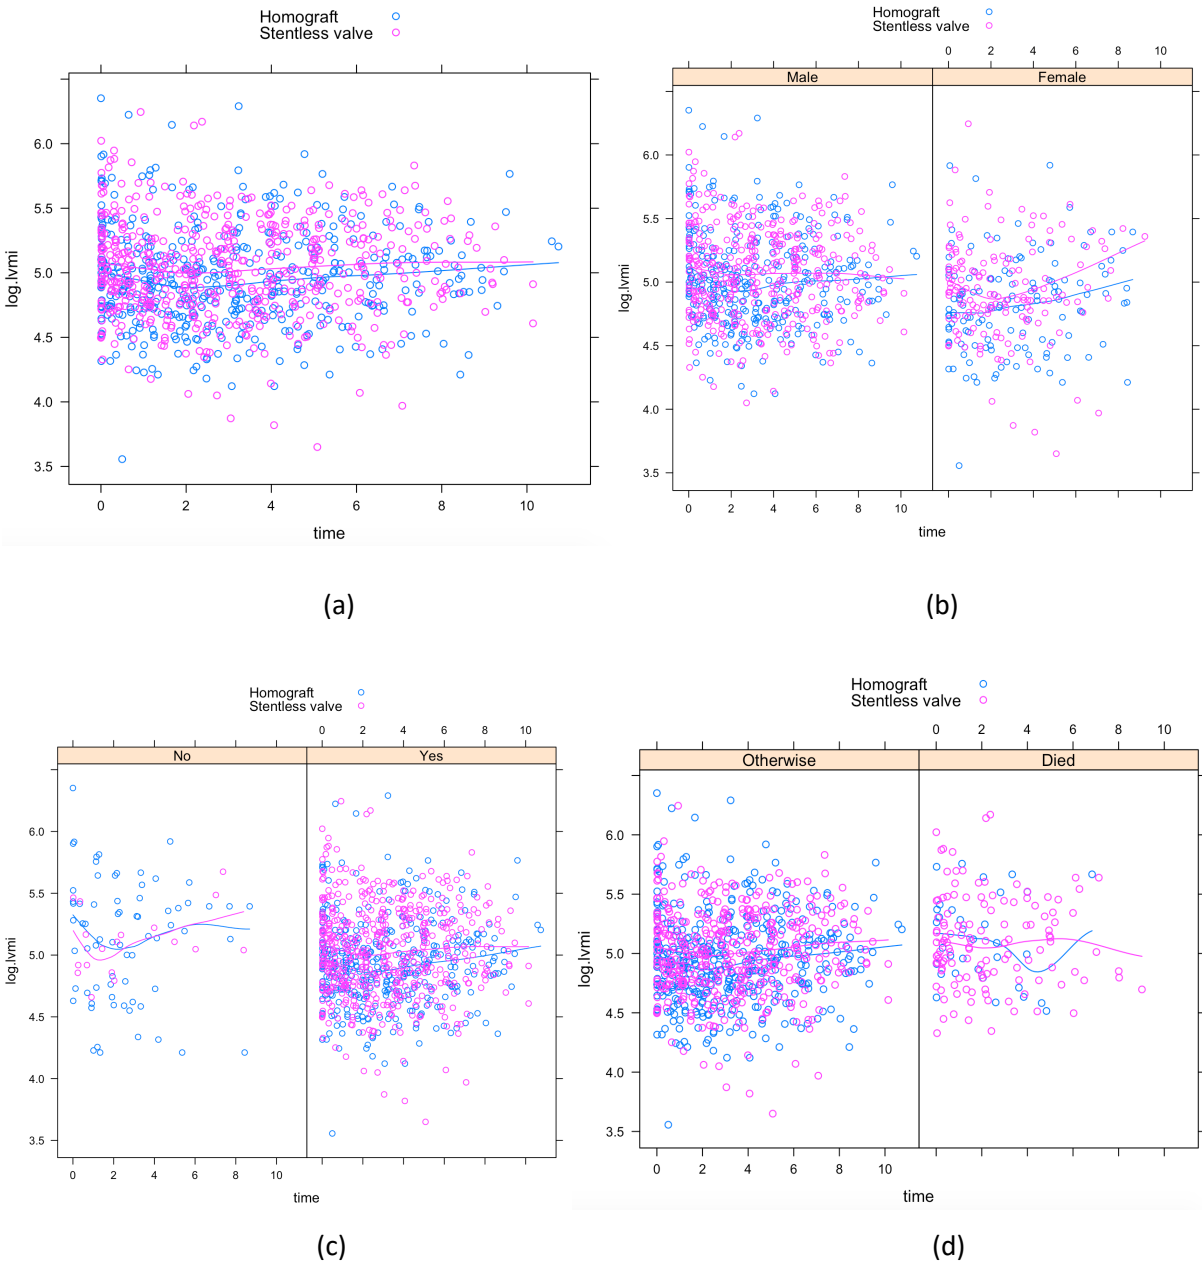 Homograft
Stentless valve
6.0
5.5
5.0
4.5
4.0
3.5
log.lvmi
0 2 4 6 8 10
time
(a)
Homograft
Stentless valve
0 2 4 6 8 10
Male Female
6.0
5.5
5.0
4.5
4.0
3.5
log.lvmi
0 2 4 6 8 10
time
(b)
Homograft
Stentless valve
0 2 4 6 8 10
No Yes
6.0
5.5
5.0
4.5
4.0
3.5
log.lvmi
0 2 4 6 8 10
time
(c)
Homograft
Stentless valve
0 2 4 6 8 10
Otherwise Died
6.0
5.5
5.0
4.5
4.0
3.5
log.lvmi
0 2 4 6 8 10
time
(d)